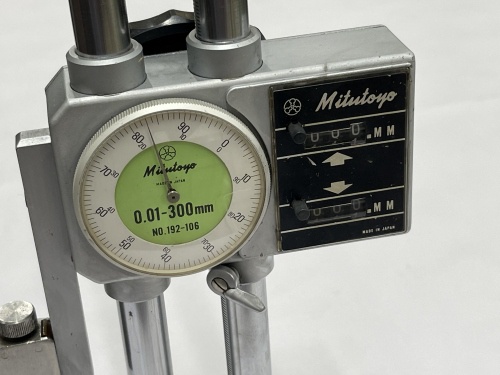 Mitutoyo
MADE IN JAPAN
0.01-300mm
NO.192-106
0
10
20
30
40
50
60
70
80
90
Mitutoyo
.MM
.MM
MADE IN JAPAN